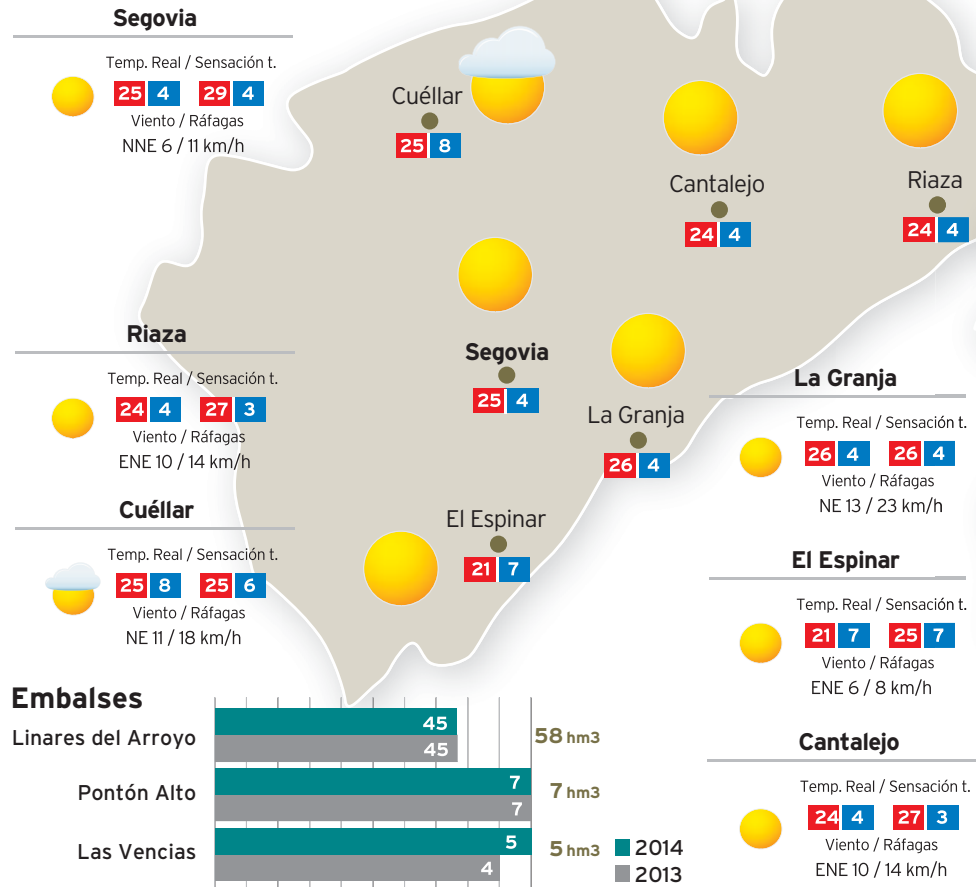 Segovia
Temp. Real / Sensación t.
25 4 29 4
Viento / Ráfagas
NNE 6 / 11 km/h
Cuéllar
25 8
Cantalejo
24 4
Riaza
24 4
Segovia
25 4
La Granja
26 4
El Espinar
21 7
Riaza
Temp. Real / Sensación t.
24 4 27 3
Viento / Ráfagas
ENE 10 / 14 km/h
Cuéllar
Temp. Real / Sensación t.
25 8 25 6
Viento / Ráfagas
NE 11 / 18 km/h
La Granja
Temp. Real / Sensación t.
26 4 26 4
Viento / Ráfagas
NE 13 / 23 km/h
El Espinar
Temp. Real / Sensación t.
21 7 25 7
Viento / Ráfagas
ENE 6 / 8 km/h
Cantalejo
Temp. Real / Sensación t.
24 4 27 3
Viento / Ráfagas
ENE 10 / 14 km/h
Embalses
Linares del Arroyo
45
45
58 hm3
Pontón Alto
7
7
7 hm3
Las Vencias
5
4
5 hm3
2014
2013